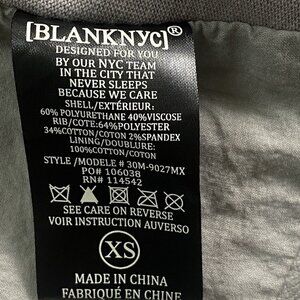 [BLANKNYC]®
DESIGNED FOR YOU
BY OUR NYC TEAM
IN THE CITY THAT
NEVER SLEEPS
BECAUSE WE CARE
SHELL/EXTÉRIEUR:
60% POLYURETHANE 40%VISCOSE
RIB/COTE:64%POLYESTER
34%COTTON/COTON 2%SPANDEX
LINING/DOUBLURE:
100%COTTON/COTON
STYLE /MODELE # 30M-9027MX
PO# 106038
RN# 114542
SEE CARE ON REVERSE
VOIR INSTRUCTION AUVERSO
XS
MADE IN CHINA
FABRIQUÉ EN CHINE